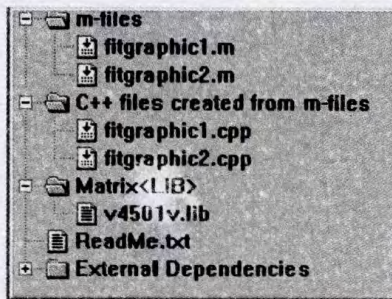 m-files
fitgraphic1.m
fitgraphic2.m
C++ files created from m-files
fitgraphic1.cpp
fitgraphic2.cpp
Matrix<LIB>
v4501v.lib
ReadMe.txt
External Dependencies